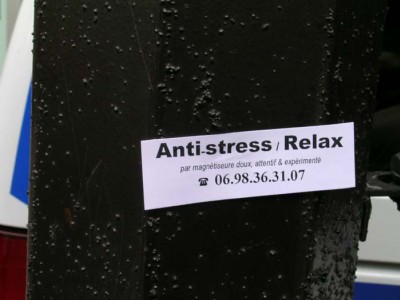 Anti-stress / Relax
par magnétiseure doux, attentif & expérimenté
☎ 06.98.36.31.07